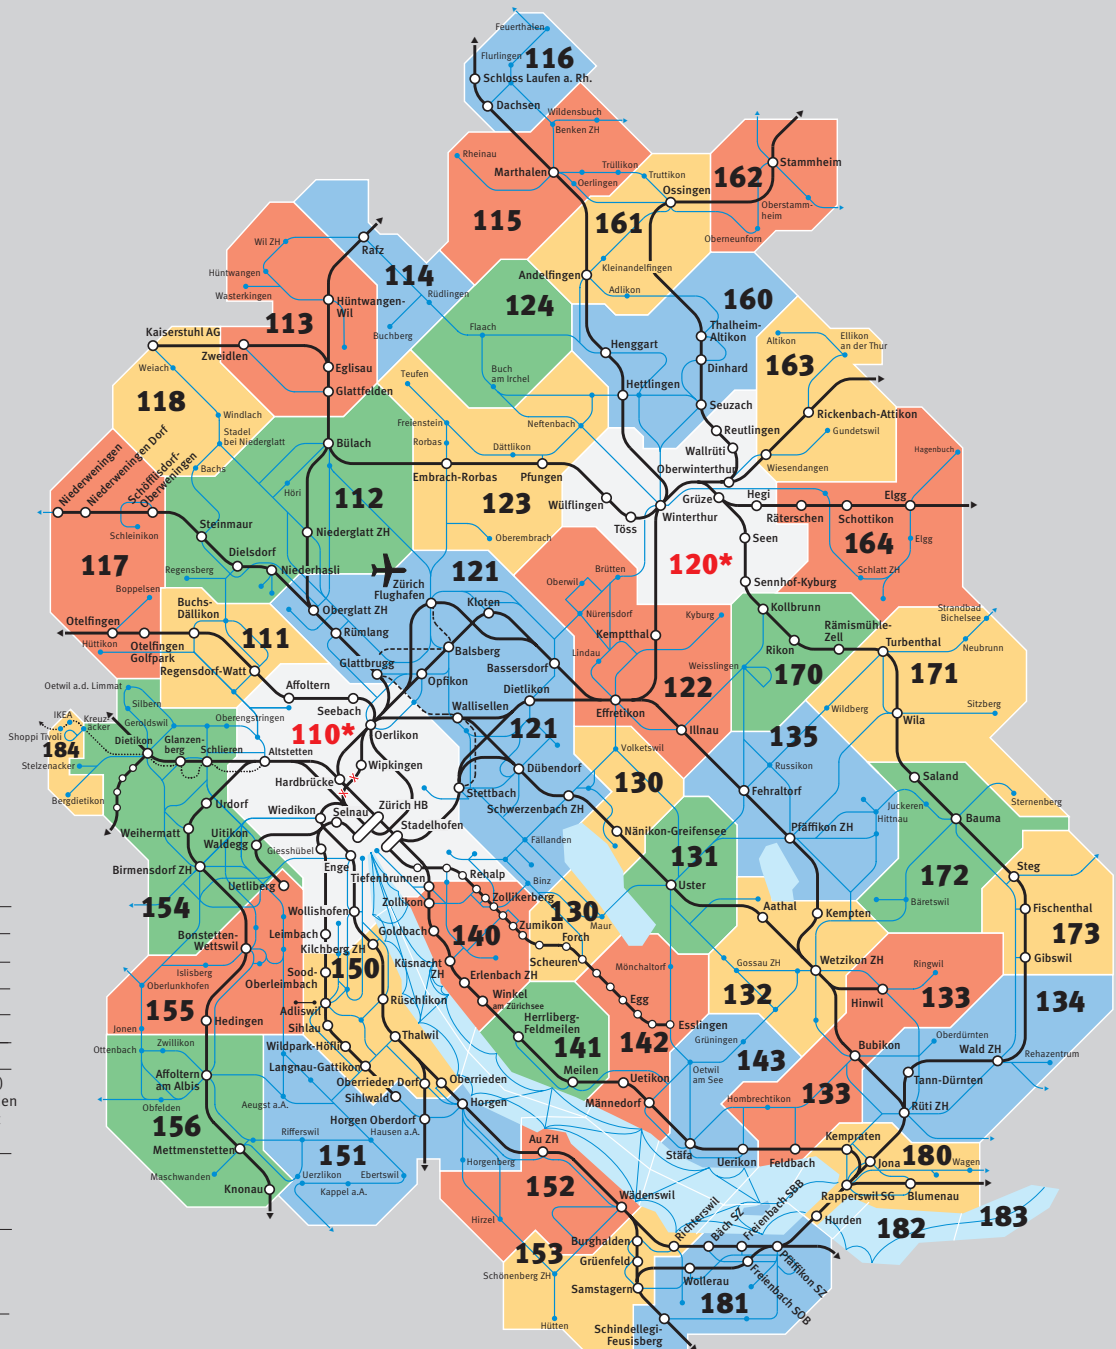 Feuerthalen
Flurlingen
116
Schloss Laufen a. Rh.
Dachsen
Wildensbuch
Benken ZH
Rheinau
Marthalen
Trüllikon
Truttikon
Oerlingen
Ossingen
162
Stammheim
Oberstamm-
heim
Oberneunforn
115
161
Wil ZH
Rafz
Hüntwangen
Wasterkingen
114
Rüdlingen
Hüntwangen-
Wil
Buchberg
113
124
Andelfingen
Kleinandelfingen
Adlikon
160
Kaiserstuhl AG
Zweidlen
Eglisau
Glattfelden
Weiach
118
Flaach
Buch
am Irchel
Henggart
Thalheim-
Altikon
Dinhard
Altikon
Ellikon
an der Thur
163
Teufen
Hettlingen
Seuzach
Rickenbach-Attikon
Gundetswil
Windlach
Stadel
bei Niederglatt
Bachs
Freienstein
Rorbas
Neftenbach
Dättlikon
Reutlingen
Wallrüti
Oberwinterthur
Wiesendangen
Hagenbuch
Niederweningen
Niederweningen Dorf
Schöfflisdorf-
Oberweningen
Schleinikon
Bülach
Embrach-Rorbas
Pfungen
Höri
112
123
Wülflingen
Töss
Winterthur
Grüze
Hegi
Räterschen
Schottikon
Elgg
Elgg
164
Schlatt ZH
Steinmaur
Niederglatt ZH
Oberembrach
Seen
Dielsdorf
Niederhasli
Regensberg
117
Boppelsen
120*
Sennhof-Kyburg
Zürich
Flughafen
121
Kloten
Oberwil
Brütten
Nürensdorf
Kyburg
Kollbrunn
Rämismühle-
Zell
Rikon
Strandbad
Bichelsee
Neubrunn
Turbenthal
Buchs-
Dällikon
Oberglatt ZH
Rümlang
Otelfingen
Otelfingen
Golfpark
Hüttikon
111
Regensdorf-Watt
Glattbrugg
Balsberg
Opfikon
Bassersdorf
Kemptthal
Lindau
Weisslingen
170
171
Oetwil a.d. Limmat
Affoltern
Seebach
Dietlikon
Wallisellen
Effretikon
122
Wildberg
Wila
Sitzberg
Silbern
Geroldswil
Oberengstringen
IKEA
Kreuz-
äcker
Shoppi Tivoli
184
Dietikon
Glanzen-
berg
Schlieren
Altstetten
110*
Oerlikon
121
Illnau
135
Stelzenacker
Bergdietikon
Hardbrücke
Wipkingen
Volketswil
Russikon
Dübendorf
Stettbach
Schwerzenbach ZH
130
Fehraltorf
Saland
Juckeren
Hittnau
Bauma
Sternenberg
Urdorf
Weihermatt
Uitikon
Waldegg
Wiedikon
Selnau
Zürich HB
Stadelhofen
Giesshübel
Enge
Fällanden
Nänikon-Greifensee
Pfäffikon ZH
131
Birmensdorf ZH
Uetliberg
Tiefenbrunnen
Rehalp
Zollikerberg
Zollikon
Binz
Uster
172
Bäretswil
Steg
154
Wollishofen
Zumikon
130
Maur
Aathal
Kempten
Fischenthal
173
Bonstetten-
Wettswil
Leimbach
Kilchberg ZH
150
Goldbach
140
Forch
Scheuren
Gibswil
Küsnacht
ZH
Islisberg
Oberlunkhofen
Sood-
Oberleimbach
Erlenbach ZH
Mönchaltorf
Gossau ZH
Wetzikon ZH
Ringwil
155
Adliswil
Rüschlikon
Winkel
am Zürichsee
Egg
132
Hinwil
133
134
Jonen
Hedingen
Sihlau
Herrliberg-
Feldmeilen
Esslingen
Ottenbach
Zwillikon
Wildpark-Höfli
Thalwil
141
142
Grüningen
Bubikon
Oberdürnten
Wald ZH
Rehazentrum
Langnau-Gattikon
Oetwil
am See
143
Affoltern
am Albis
Obfelden
Aeugst a.A.
Oberrieden Dorf
Oberrieden
Meilen
Uetikon
Sihlwald
Tann-Dürnten
Hombrechtikon
133
Rüti ZH
156
Rifferswil
Hausen a.A.
Horgen Oberdorf
Horgen
Männedorf
Mettmenstetten
151
Au ZH
Stäfa
Kempraten
Horgenberg
Uerikon
Feldbach
Jona
180
Wagen
Maschwanden
Uerzlikon
Ebertswil
Kappel a.A.
Knonau
152
Rapperswil SG
Blumenau
Wädenswil
Hirzel
Richterswil
Bäch SZ
Freienbach SBB
Hurden
182
183
153
Burghalden
Grüenfeld
Schönenberg ZH
Samstagern
Wollerau
Pfäffikon SZ
Freienbach SOB
181
Hütten
Schindellegi-
Feusisberg
)
en